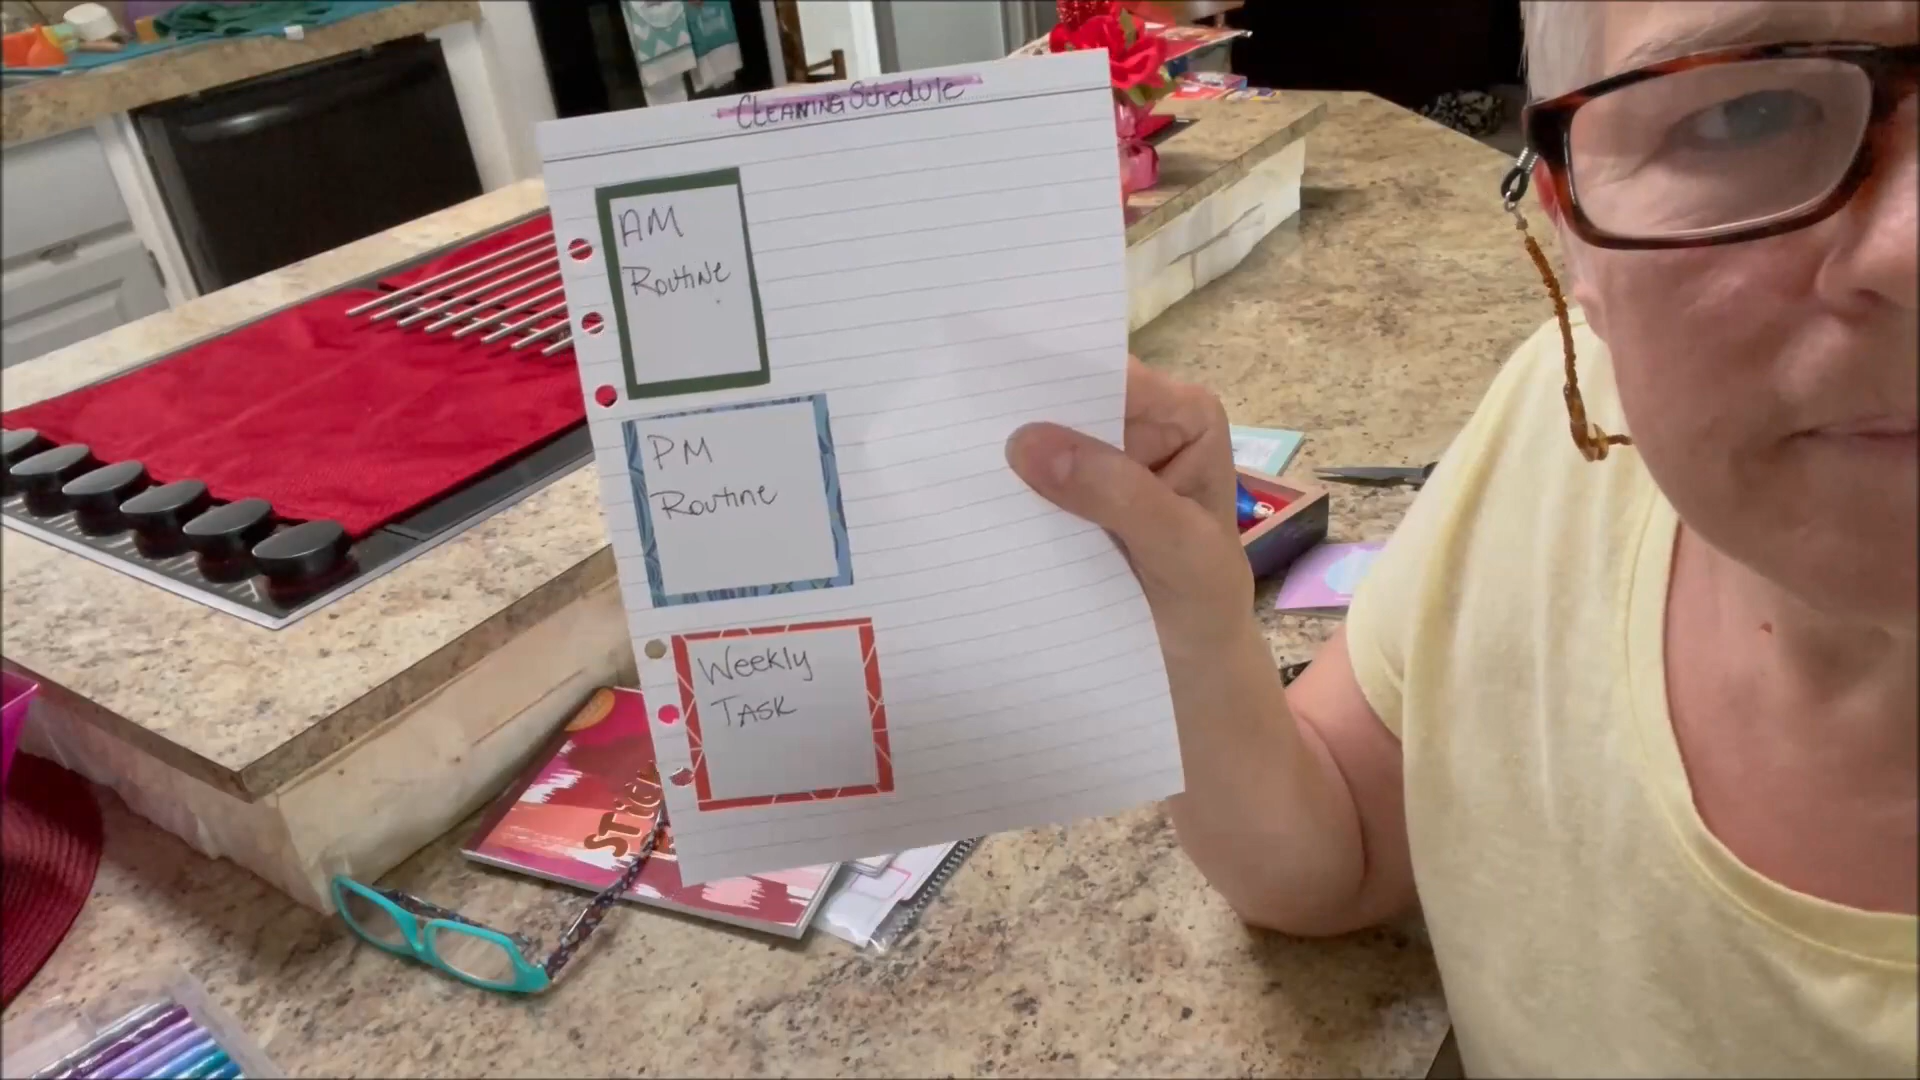 CLEANING Schedule
AM
Routine
PM
Routine
Weekly
TASK